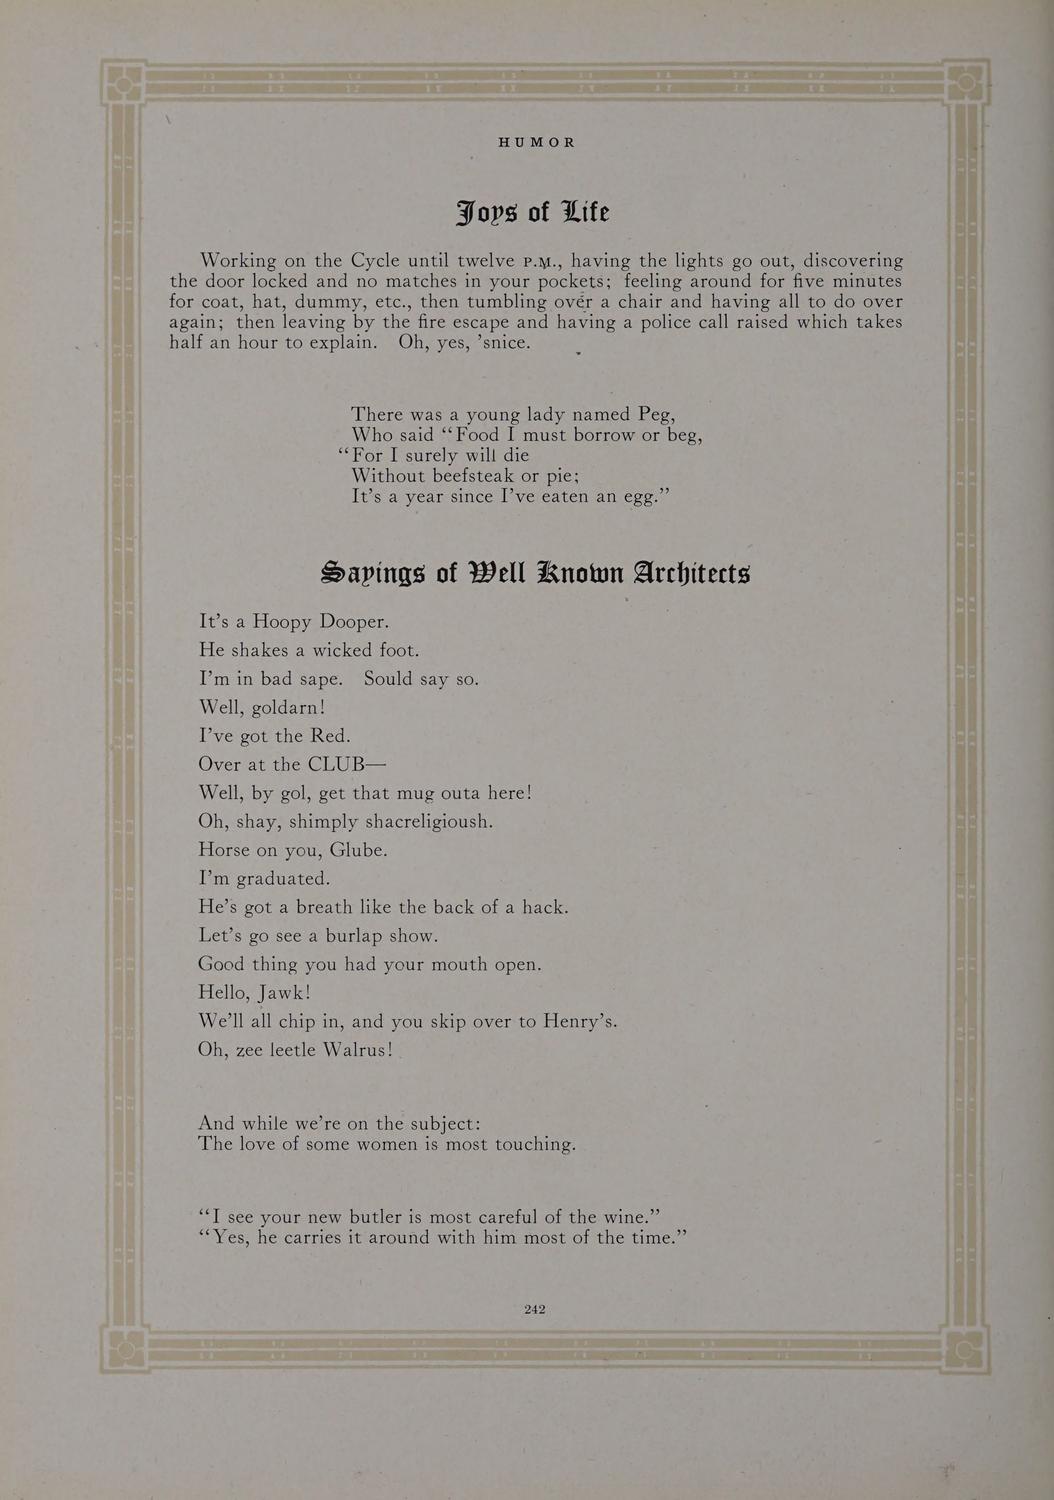 HUMOR
Joys of Life
Working on the Cycle until twelve P.M., having the lights go out, discovering
the door locked and no matches in your pockets; feeling around for five minutes
for coat, hat, dummy, etc., then tumbling over a chair and having all to do over
again; then leaving by the fire escape and having a police call raised which takes
half an hour to explain. Oh, yes, ’snice.
There was a young lady named Peg,
Who said “Food I must borrow or beg,
“For I surely will die
Without beefsteak or pie;
It’s a year since I’ve eaten an egg.”
Sayings of Well Known Architects
It’s a Hoopy Dooper.
He shakes a wicked foot.
I’m in bad sape. Sould say so.
Well, goldarn!
I’ve got the Red.
Over at the CLUB—
Well, by gol, get that mug outa here!
Oh, shay, shimply shacreligioush.
Horse on you, Glube.
I’m graduated.
He’s got a breath like the back of a hack.
Let’s go see a burlap show.
Good thing you had your mouth open.
Hello, Jawk!
We’ll all chip in, and you skip over to Henry’s.
Oh, zee leetle Walrus!
And while we’re on the subject:
The love of some women is most touching.
“I see your new butler is most careful of the wine.”
“Yes, he carries it around with him most of the time.”
242